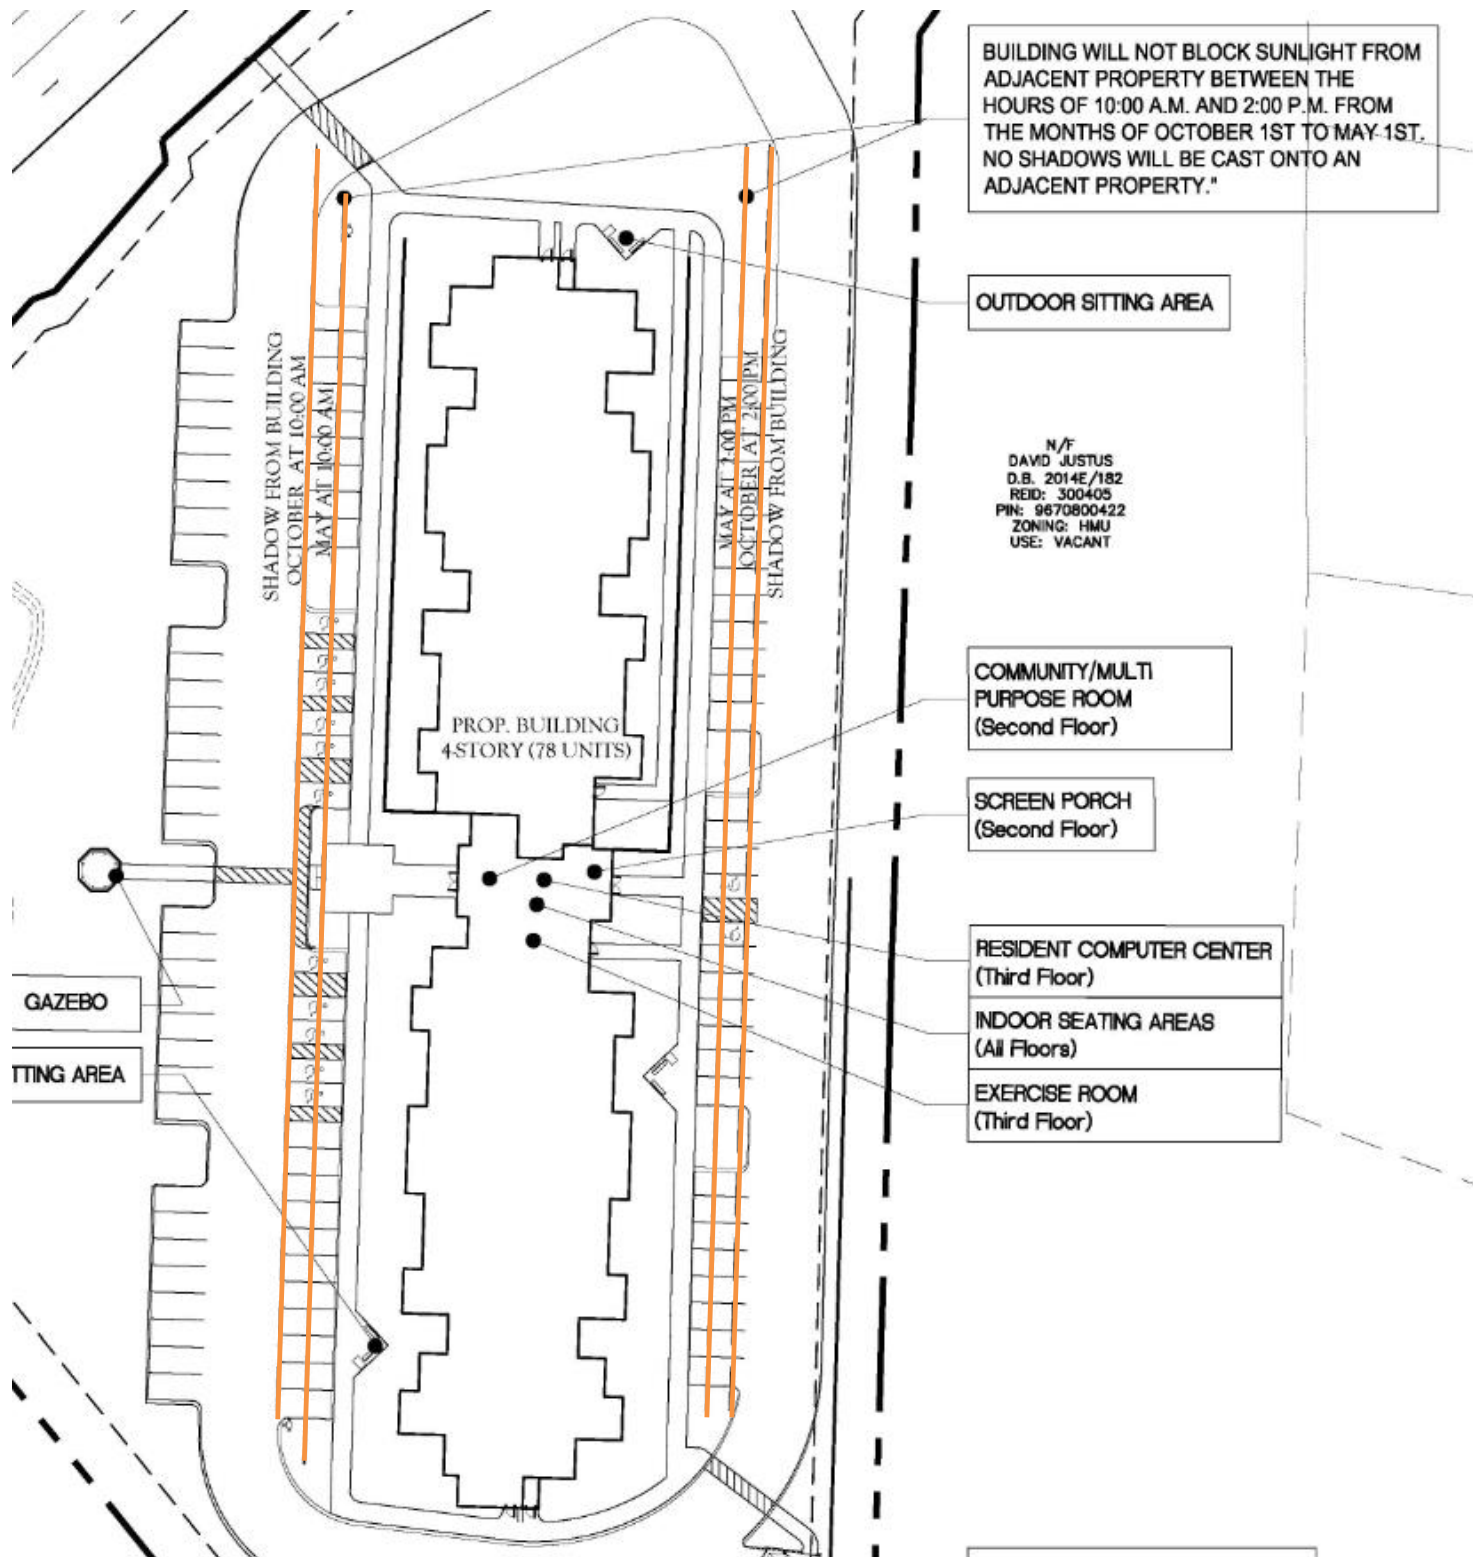 BUILDING WILL NOT BLOCK SUNLIGHT FROM
ADJACENT PROPERTY BETWEEN THE
HOURS OF 10:00 A.M. AND 2:00 P.M. FROM
THE MONTHS OF OCTOBER 1ST TO MAY 1ST.
NO SHADOWS WILL BE CAST ONTO AN
ADJACENT PROPERTY."
OUTDOOR SITTING AREA
SHADOW FROM BUILDING
OCTOBER AT 10:00 AM
MAY AT 10:00 AM
MAY AT 2:00 PM
OCTOBER AT 2:00 PM
SHADOW FROM BUILDING
N/F
DAVID JUSTUS
D.B. 2014E/182
REID: 300405
PIN: 9670800422
ZONING: HMU
USE: VACANT
COMMUNITY/MULTI
PURPOSE ROOM
(Second Floor)
PROP. BUILDING
4-STORY (78 UNITS)
SCREEN PORCH
(Second Floor)
RESIDENT COMPUTER CENTER
(Third Floor)
GAZEBO
INDOOR SEATING AREAS
(All Floors)
TTING AREA
EXERCISE ROOM
(Third Floor)